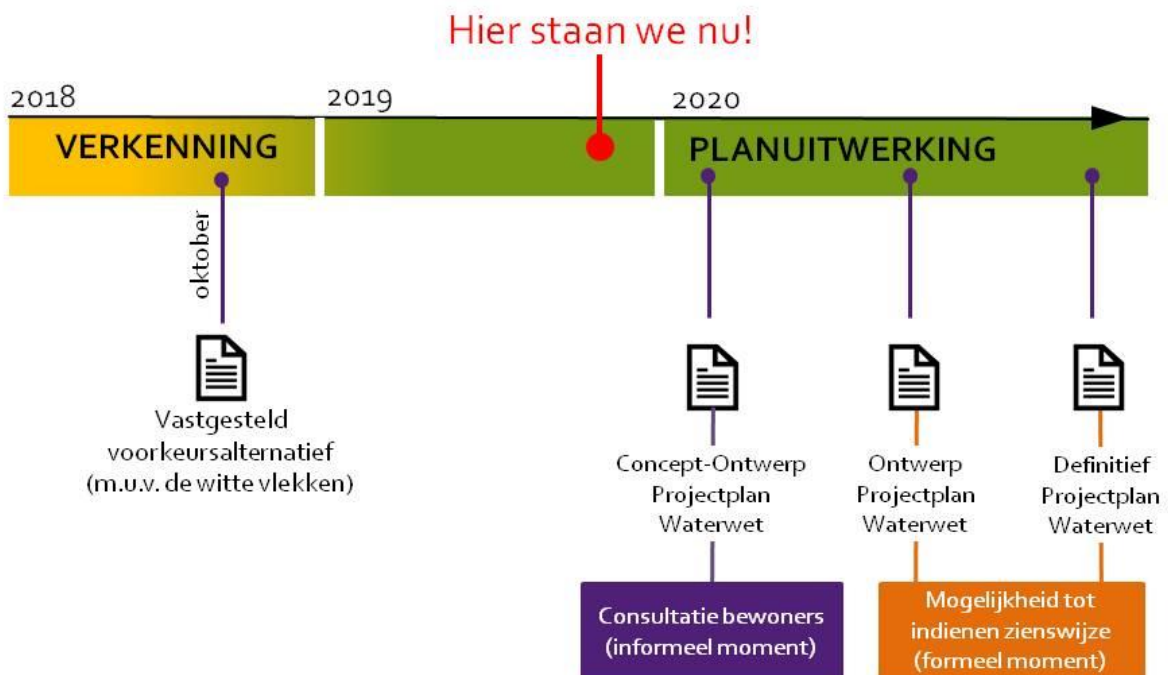 Hier staan we nu!
2018
2019
2020
VERKENNING
PLANUITWERKING
oktober
Vastgesteld
voorkeursalternatief
(m.u.v. de witte vlekken)
Concept-Ontwerp
Projectplan
Waterwet
Ontwerp
Projectplan
Waterwet
Definitief
Projectplan
Waterwet
Consultatie bewoners
(informeel moment)
Mogelijkheid tot
indienen zienswijze
(formeel moment)